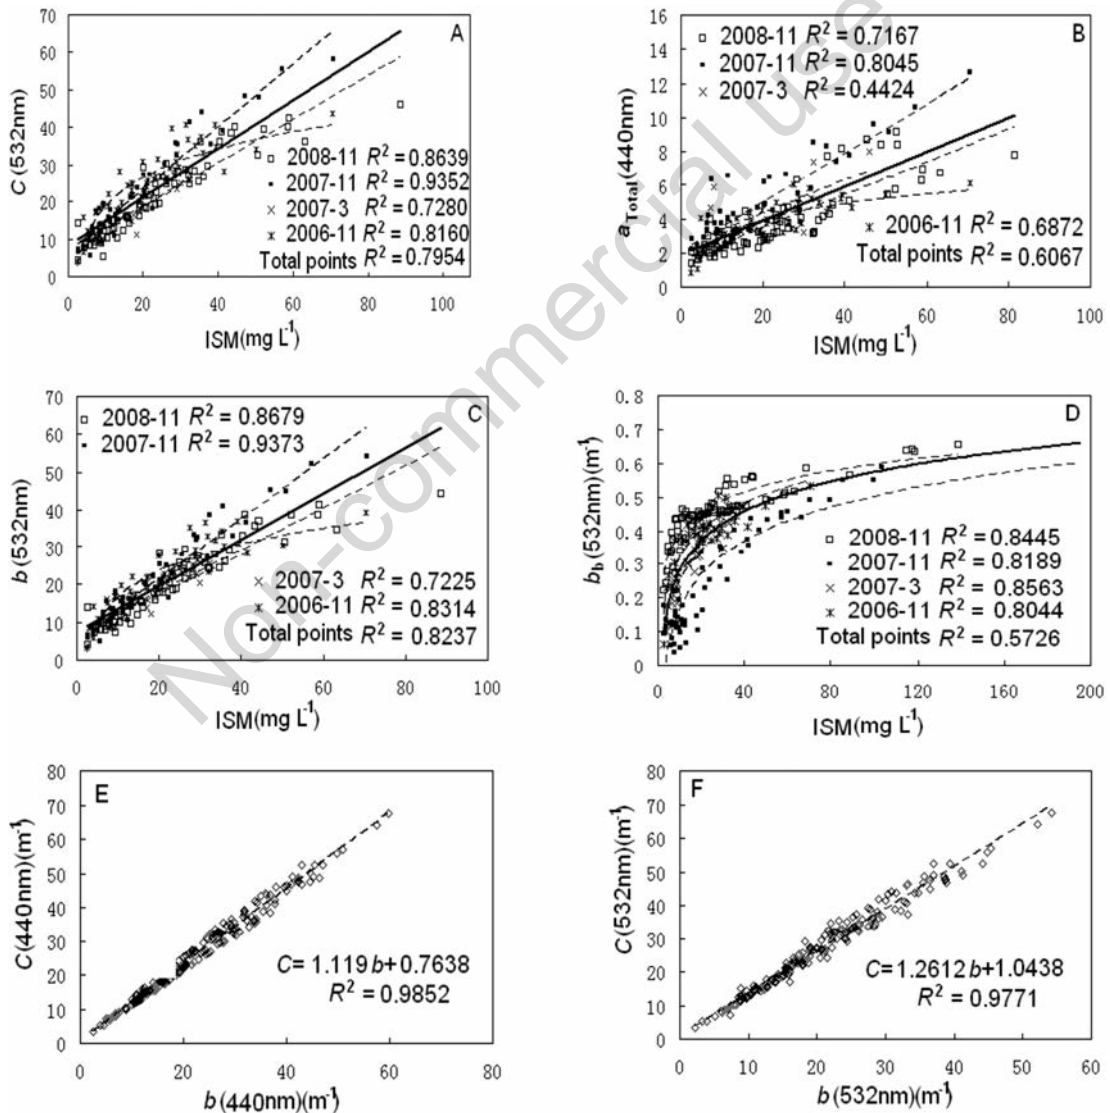 A
C(532nm)
70
60
50
40
30
20
10
0
□ 2008-11 R² = 0.8639
▪ 2007-11 R² = 0.9352
× 2007-3 R² = 0.7280
ж 2006-11 R² = 0.8160
Total points R² = 0.7954
0 20 40 60 80 100
ISM(mg L⁻¹)
B
a_Total(440nm)
16
14
12
10
8
6
4
2
0
□ 2008-11 R² = 0.7167
▪ 2007-11 R² = 0.8045
× 2007-3 R² = 0.4424
ж 2006-11 R² = 0.6872
Total points R² = 0.6067
0 20 40 60 80 100
ISM(mg L⁻¹)
C
b(532nm)
70
60
50
40
30
20
10
0
□ 2008-11 R² = 0.8679
▪ 2007-11 R² = 0.9373
× 2007-3 R² = 0.7225
ж 2006-11 R² = 0.8314
Total points R² = 0.8237
0 20 40 60 80 100
ISM(mg L⁻¹)
D
b_b(532nm)(m⁻¹)
0.8
0.7
0.6
0.5
0.4
0.3
0.2
0.1
0
□ 2008-11 R² = 0.8445
▪ 2007-11 R² = 0.8189
× 2007-3 R² = 0.8563
ж 2006-11 R² = 0.8044
Total points R² = 0.5726
0 40 80 120 160 200
ISM(mg L⁻¹)
E
C(440nm)(m⁻¹)
80
70
60
50
40
30
20
10
0
C= 1.119b+0.7638
R² = 0.9852
0 20 40 60 80
b(440nm)(m⁻¹)
F
C(532nm)(m⁻¹)
80
70
60
50
40
30
20
10
0
C=1.2612b+1.0438
R² = 0.9771
0 10 20 30 40 50 60
b(532nm)(m⁻¹)
Non-commercial use